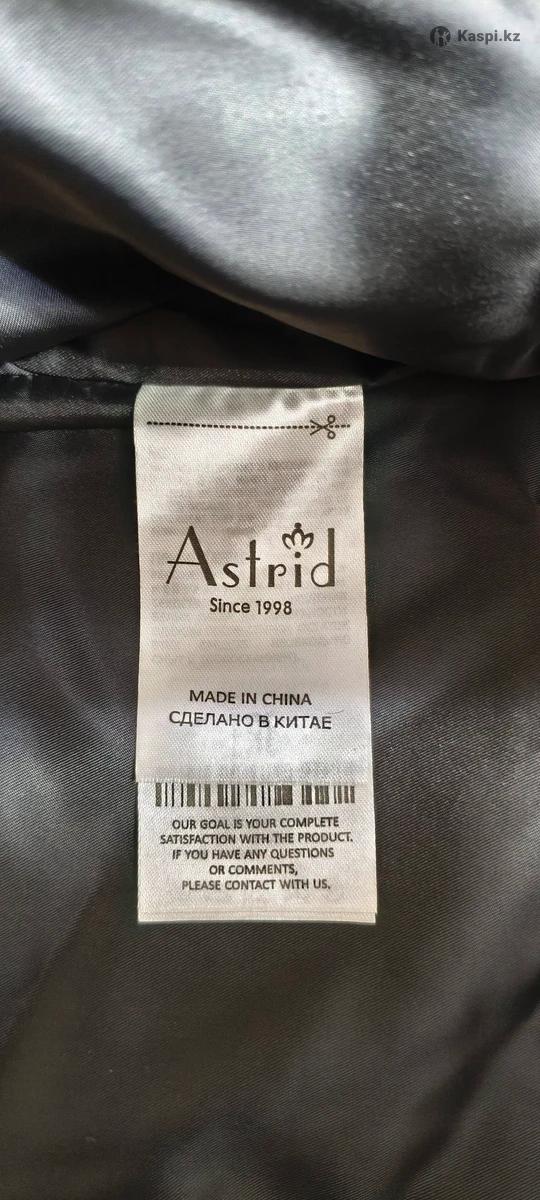 Kaspi.kz
Astrid
Since 1998
MADE IN CHINA
СДЕЛАНО В КИТАЕ
OUR GOAL IS YOUR COMPLETE
SATISFACTION WITH THE PRODUCT.
IF YOU HAVE ANY QUESTIONS
OR COMMENTS,
PLEASE CONTACT WITH US.